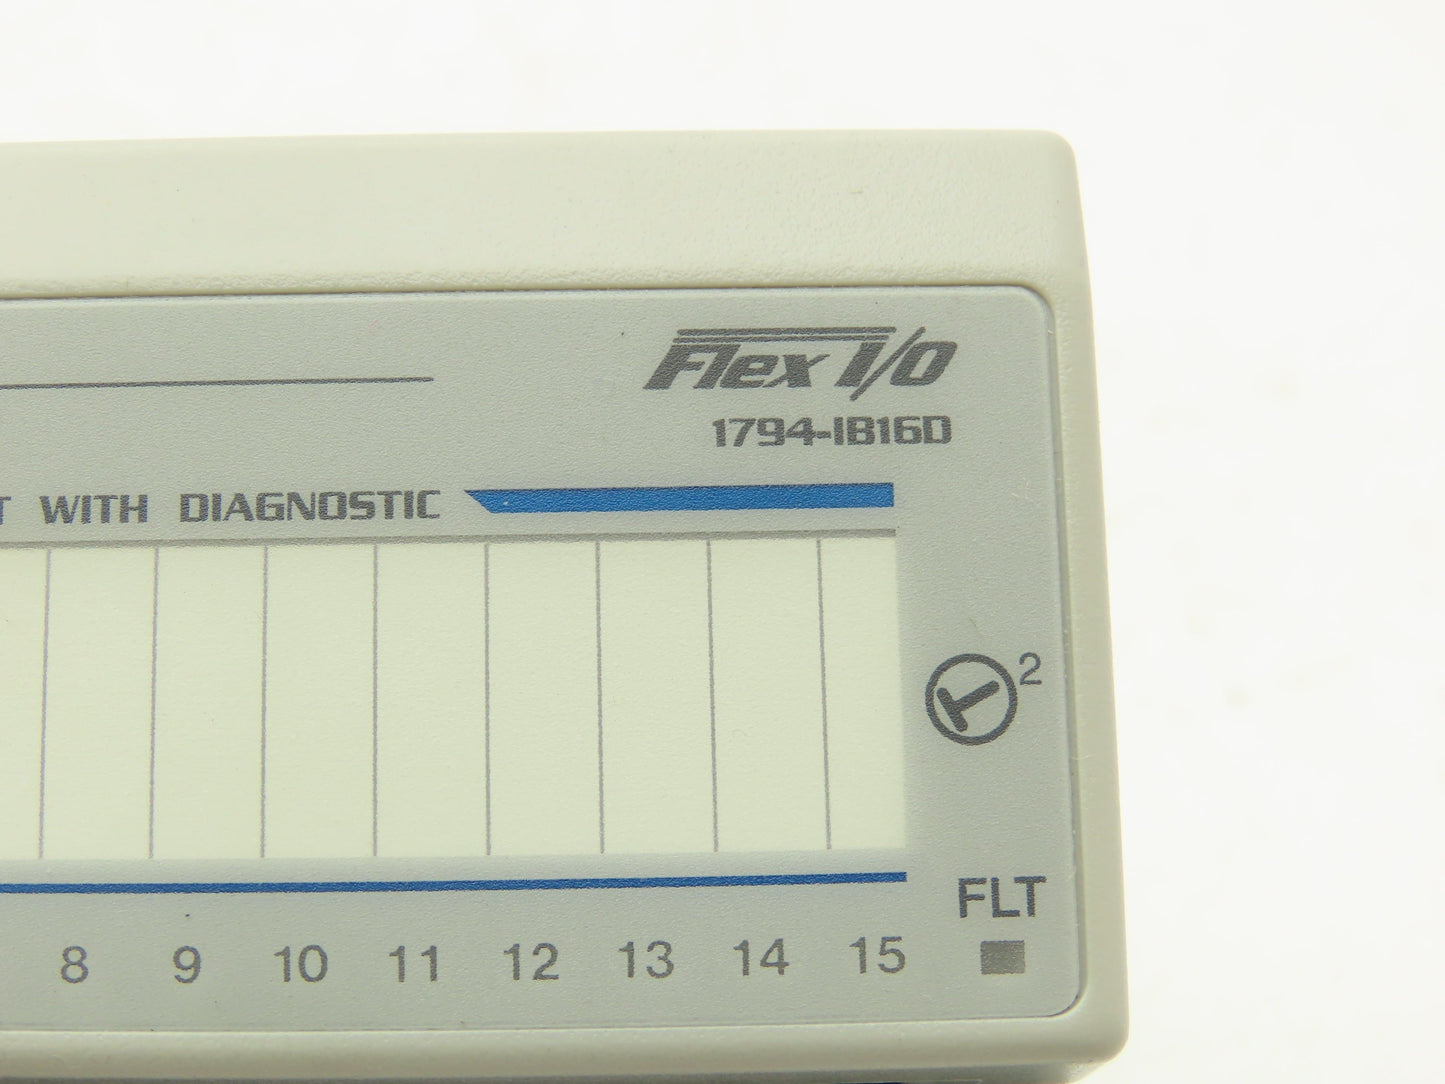 Flex I/O
1794-IB16D
T WITH DIAGNOSTIC
2
FLT
8 9 10 11 12 13 14 15